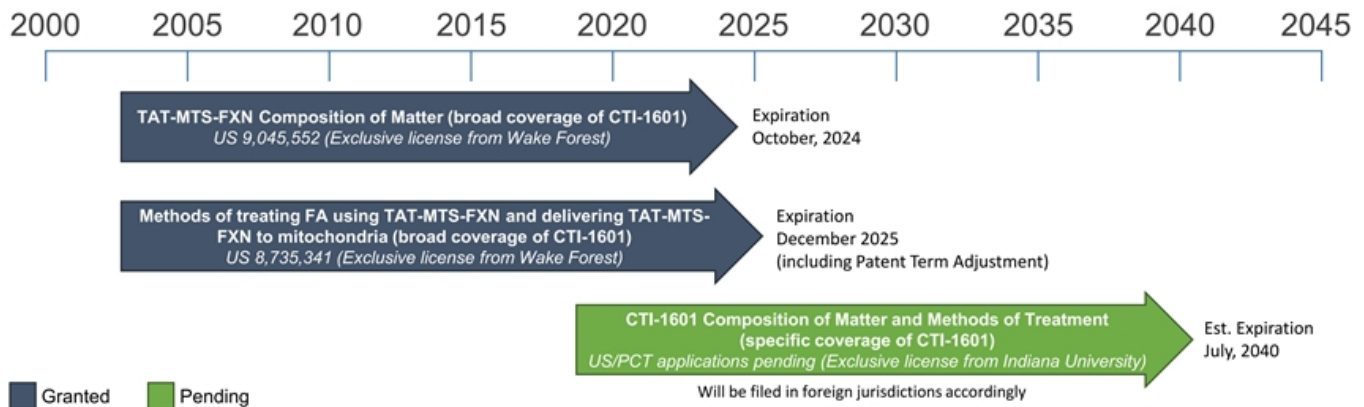 2000 2005 2010 2015 2020 2025 2030 2035 2040 2045
TAT-MTS-FXN Composition of Matter (broad coverage of CTI-1601)
US 9,045,552 (Exclusive license from Wake Forest)
Expiration
October, 2024
Methods of treating FA using TAT-MTS-FXN and delivering TAT-MTS-
FXN to mitochondria (broad coverage of CTI-1601)
US 8,735,341 (Exclusive license from Wake Forest)
Expiration
December 2025
(including Patent Term Adjustment)
CTI-1601 Composition of Matter and Methods of Treatment
(specific coverage of CTI-1601)
US/PCT applications pending (Exclusive license from Indiana University)
Est. Expiration
July, 2040
Will be filed in foreign jurisdictions accordingly
Granted Pending